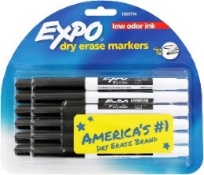 EXPO
low odor ink
dry erase markers
AMERICA'S #1
DRY ERASE BRAND